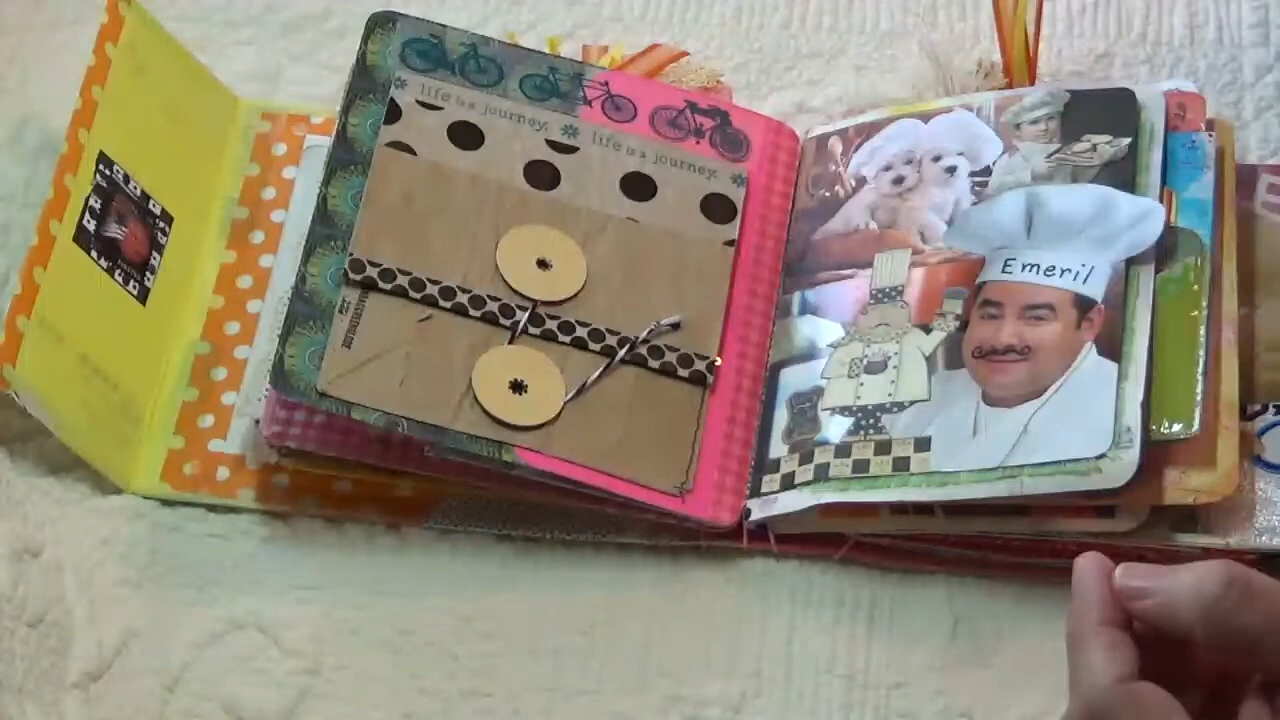 life is a journey. ✻ life is a journey. ✻
Emeril